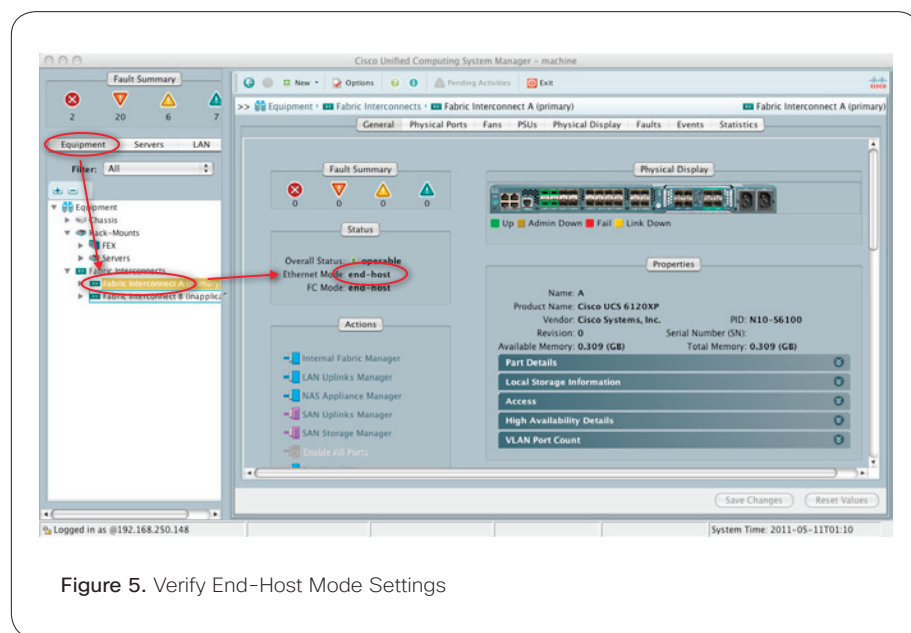 Cisco Unified Computing System Manager - machine
Fault Summary
2 20 6 7
Equipment Servers LAN
Filter: All
Equipment
Chassis
Rack-Mounts
FEX
Servers
Fabric Interconnects
Fabric Interconnect A (primary
Fabric Interconnect B (inapplica
New Options Pending Activities Exit
cisco
>> Equipment Fabric Interconnects Fabric Interconnect A (primary) Fabric Interconnect A (primary)
General Physical Ports Fans PSUs Physical Display Faults Events Statistics
Fault Summary
0 0 0 0
Status
Overall Status: operable
Ethernet Mode: end-host
FC Mode: end-host
Actions
Internal Fabric Manager
LAN Uplinks Manager
NAS Appliance Manager
SAN Uplinks Manager
SAN Storage Manager
Enable All Ports
Physical Display
Up Admin Down Fail Link Down
Properties
Name: A
Product Name: Cisco UCS 6120XP
Vendor: Cisco Systems, Inc. PID: N10-S6100
Revision: 0 Serial Number (SN):
Available Memory: 0.309 (GB) Total Memory: 0.309 (GB)
Part Details
Local Storage Information
Access
High Availability Details
VLAN Port Count
Save Changes Reset Values
Logged in as @192.168.250.148 System Time: 2011-05-11T01:10
Figure 5. Verify End-Host Mode Settings